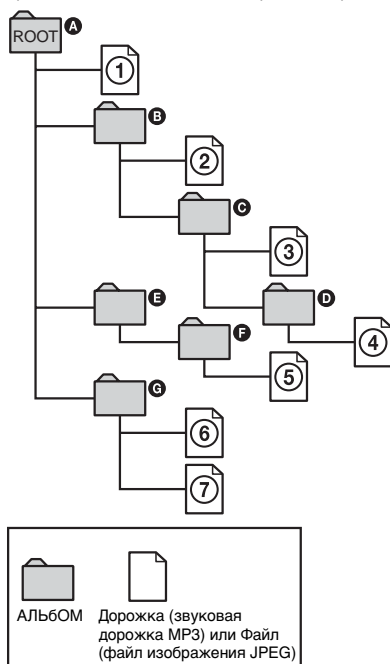 ROOT A
1
B
2
C
3
E
D
F
4
5
G
6
7
АЛЬбОМ
Дорожка (звуковая
дорожка MP3) или Файл
(файл изображения JPEG)